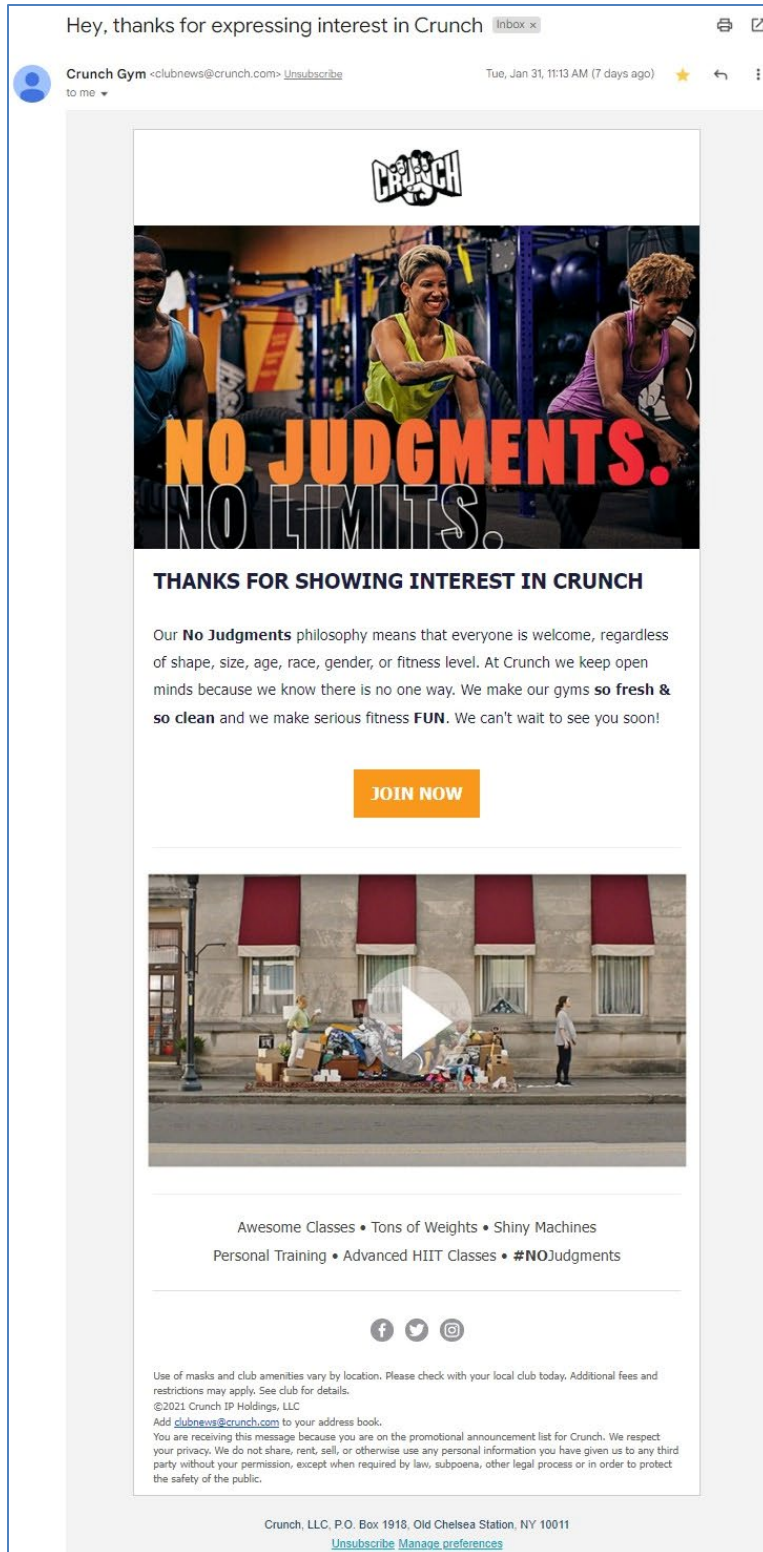 Hey, thanks for expressing interest in Crunch Inbox ×
Crunch Gym <clubnews@crunch.com> Unsubscribe Tue, Jan 31, 11:13 AM (7 days ago)
to me
CRUNCH
NO JUDGMENTS.
NO LIMITS.
THANKS FOR SHOWING INTEREST IN CRUNCH
Our No Judgments philosophy means that everyone is welcome, regardless
of shape, size, age, race, gender, or fitness level. At Crunch we keep open
minds because we know there is no one way. We make our gyms so fresh &
so clean and we make serious fitness FUN. We can't wait to see you soon!
JOIN NOW
Awesome Classes • Tons of Weights • Shiny Machines
Personal Training • Advanced HIIT Classes • #NOJudgments
Use of masks and club amenities vary by location. Please check with your local club today. Additional fees and
restrictions may apply. See club for details.
©2021 Crunch IP Holdings, LLC
Add clubnews@crunch.com to your address book.
You are receiving this message because you are on the promotional announcement list for Crunch. We respect
your privacy. We do not share, rent, sell, or otherwise use any personal information you have given us to any third
party without your permission, except when required by law, subpoena, other legal process or in order to protect
the safety of the public.
Crunch, LLC, P.O. Box 1918, Old Chelsea Station, NY 10011
Unsubscribe Manage preferences